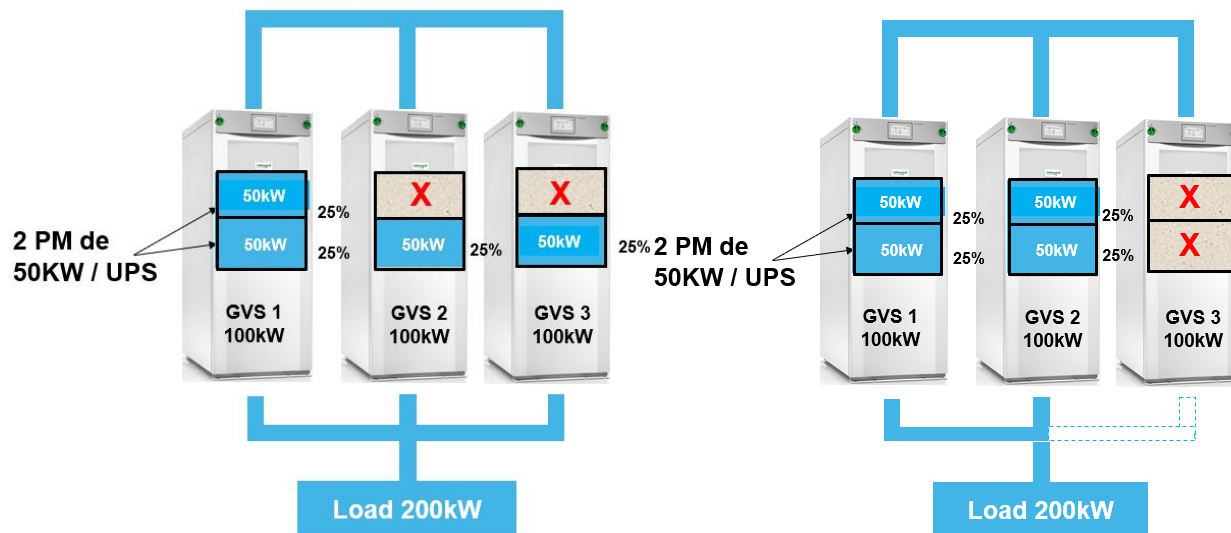 50kW
X
X
25%
2 PM de
50KW / UPS
50kW
25%
50kW
25%
50kW
25%
GVS 1
100kW
GVS 2
100kW
GVS 3
100kW
Load 200kW
50kW
25%
50kW
25%
X
2 PM de
50KW / UPS
50kW
25%
50kW
25%
X
GVS 1
100kW
GVS 2
100kW
GVS 3
100kW
Load 200kW